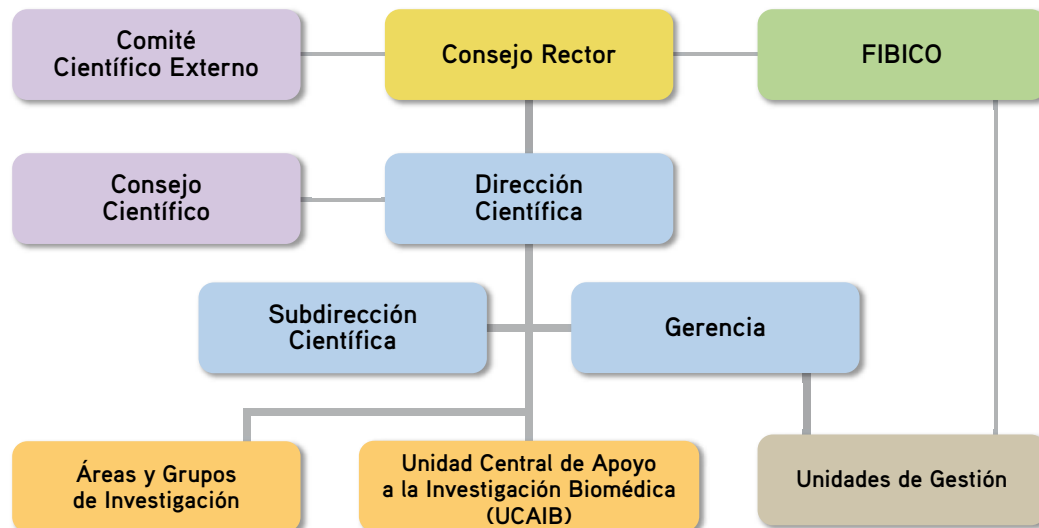 Comité
Científico Externo
Consejo Rector
FIBICO
Consejo
Científico
Dirección
Científica
Subdirección
Científica
Gerencia
Áreas y Grupos
de Investigación
Unidad Central de Apoyo
a la Investigación Biomédica
(UCAIB)
Unidades de Gestión